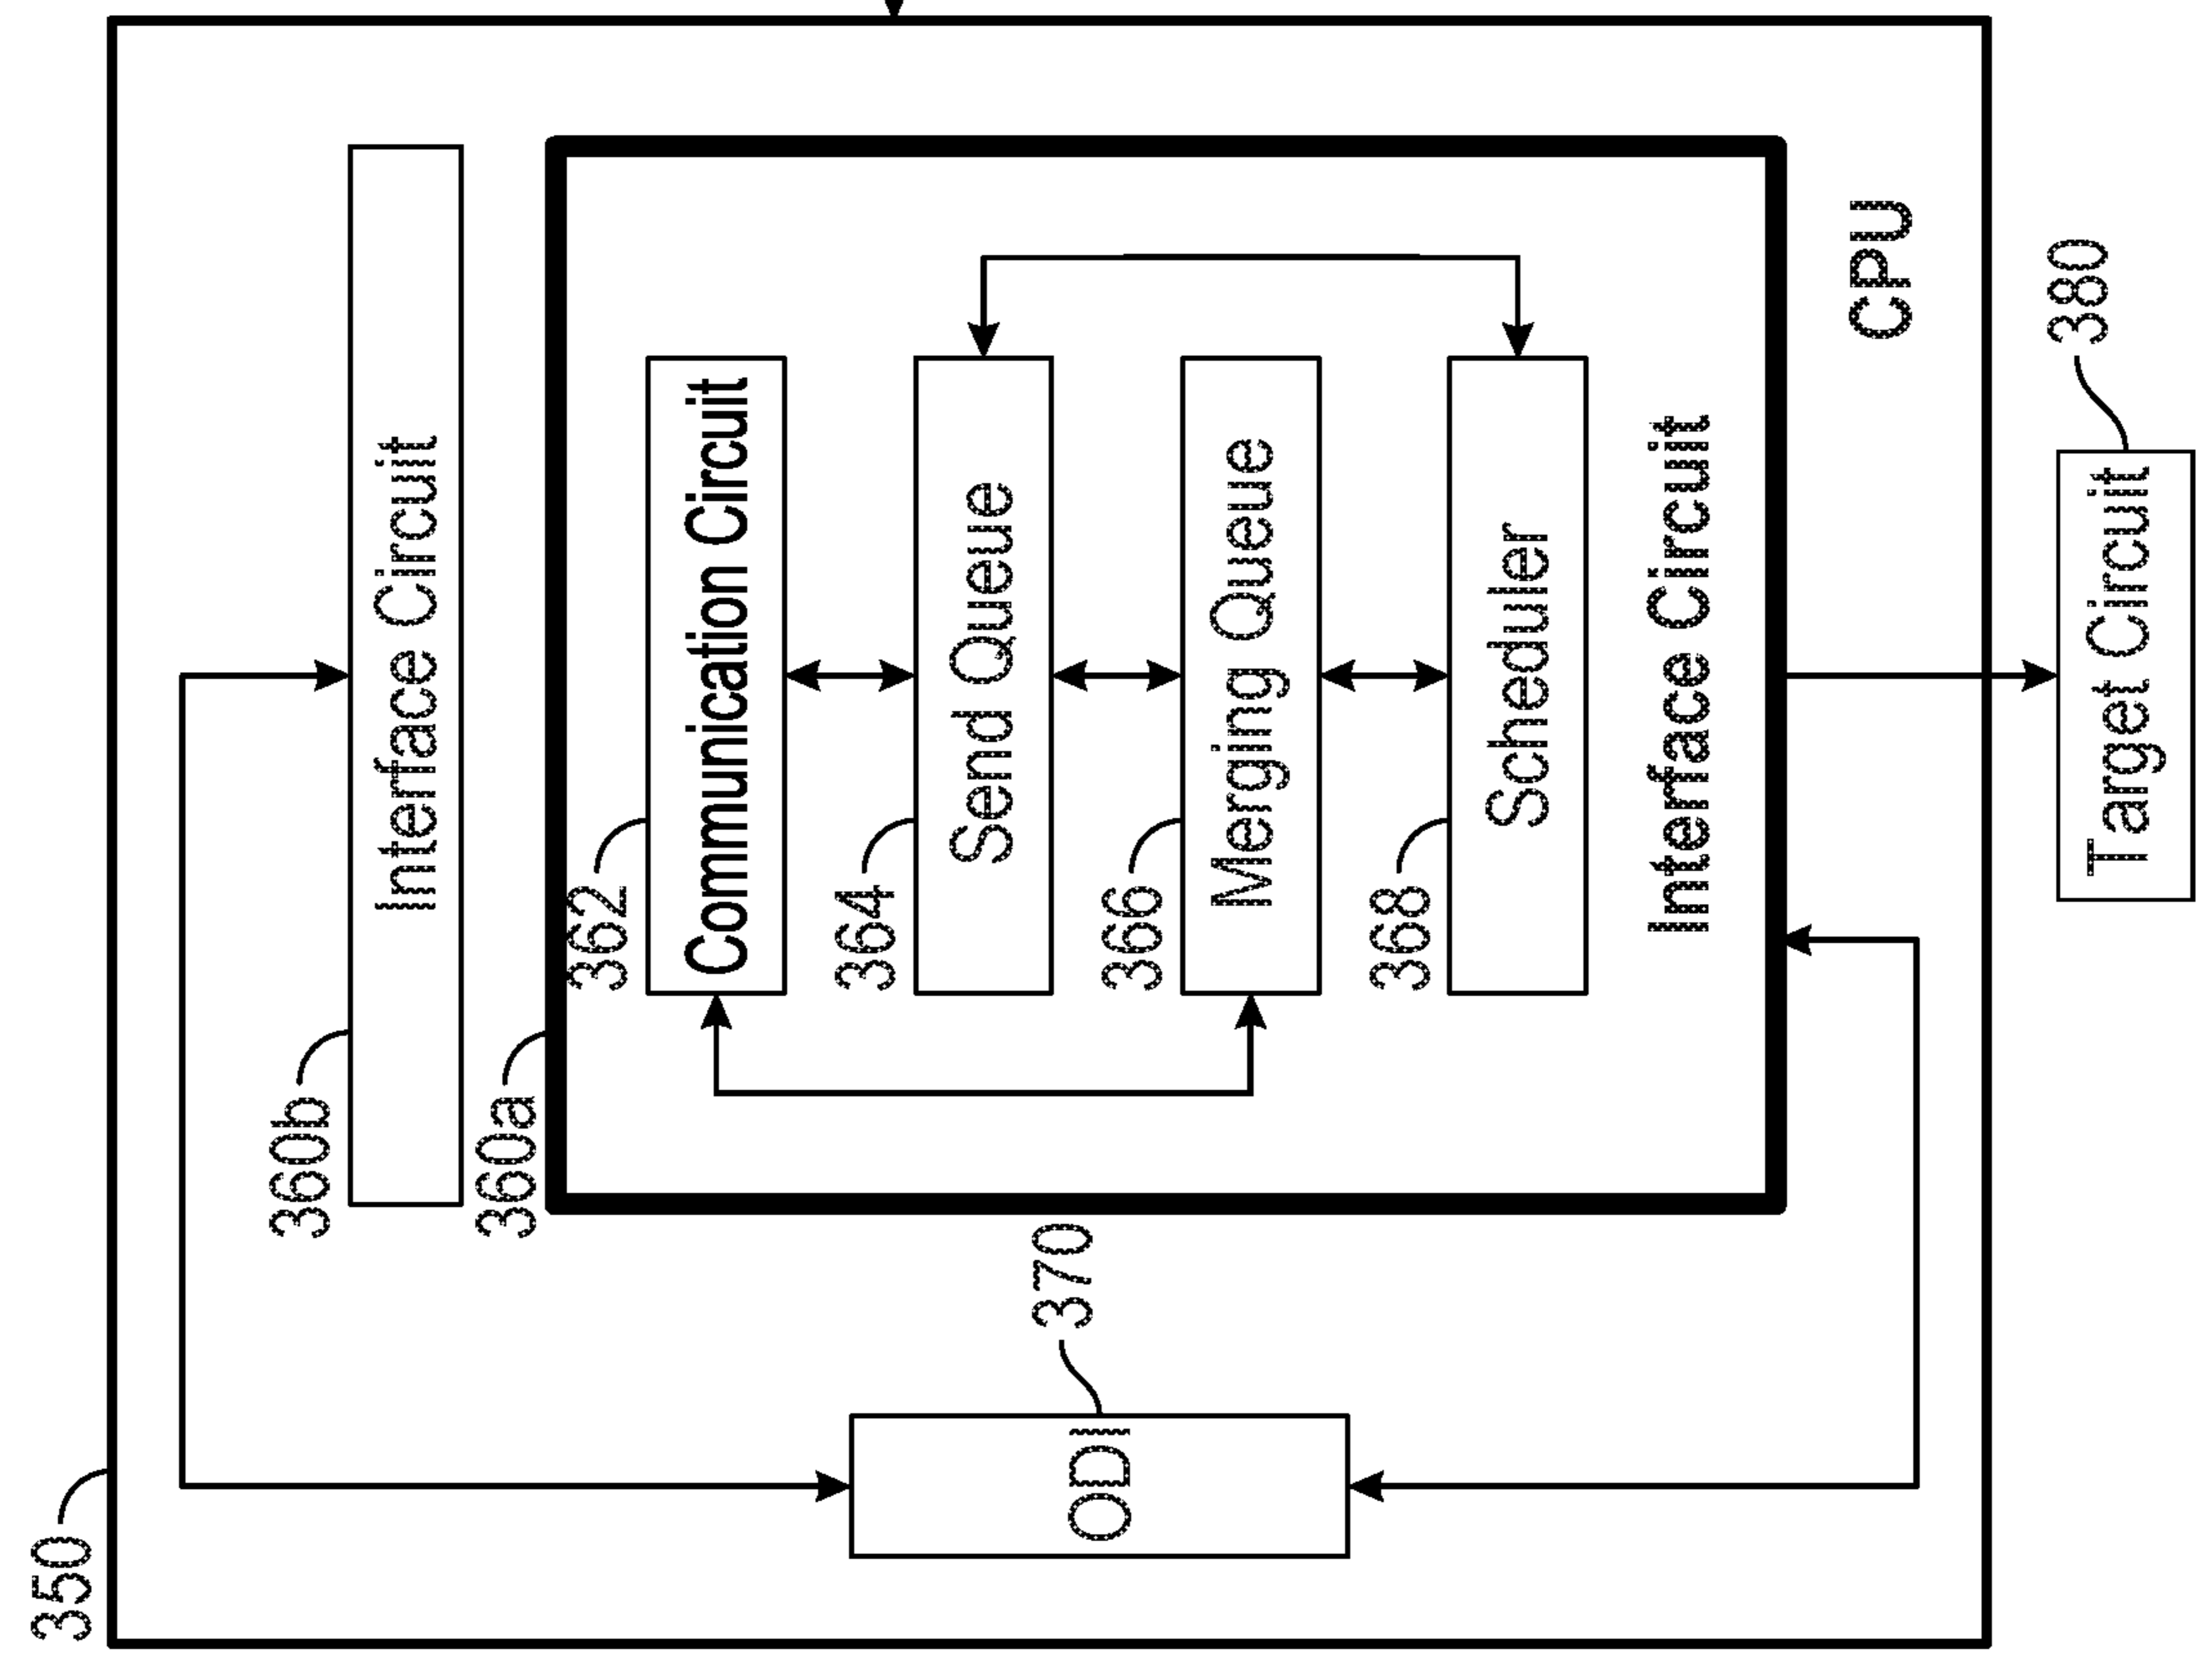 350
360b
Interface Circuit
360a
362
Communication Circuit
364
Send Queue
366
Merging Queue
368
Scheduler
Interface Circuit
CPU
370
ODI
380
Target Circuit